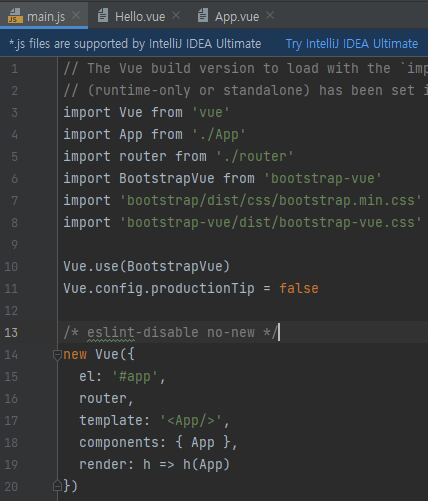 main.js Hello.vue App.vue
*.js files are supported by IntelliJ IDEA Ultimate Try IntelliJ IDEA Ultimate
1 // The Vue build version to load with the `imp
2 // (runtime-only or standalone) has been set i
3 import Vue from 'vue'
4 import App from './App'
5 import router from './router'
6 import BootstrapVue from 'bootstrap-vue'
7 import 'bootstrap/dist/css/bootstrap.min.css'
8 import 'bootstrap-vue/dist/bootstrap-vue.css'
9
10 Vue.use(BootstrapVue)
11 Vue.config.productionTip = false
12
13 /* eslint-disable no-new */
14 new Vue({
15 el: '#app',
16 router,
17 template: '<App/>',
18 components: { App },
19 render: h => h(App)
20 })